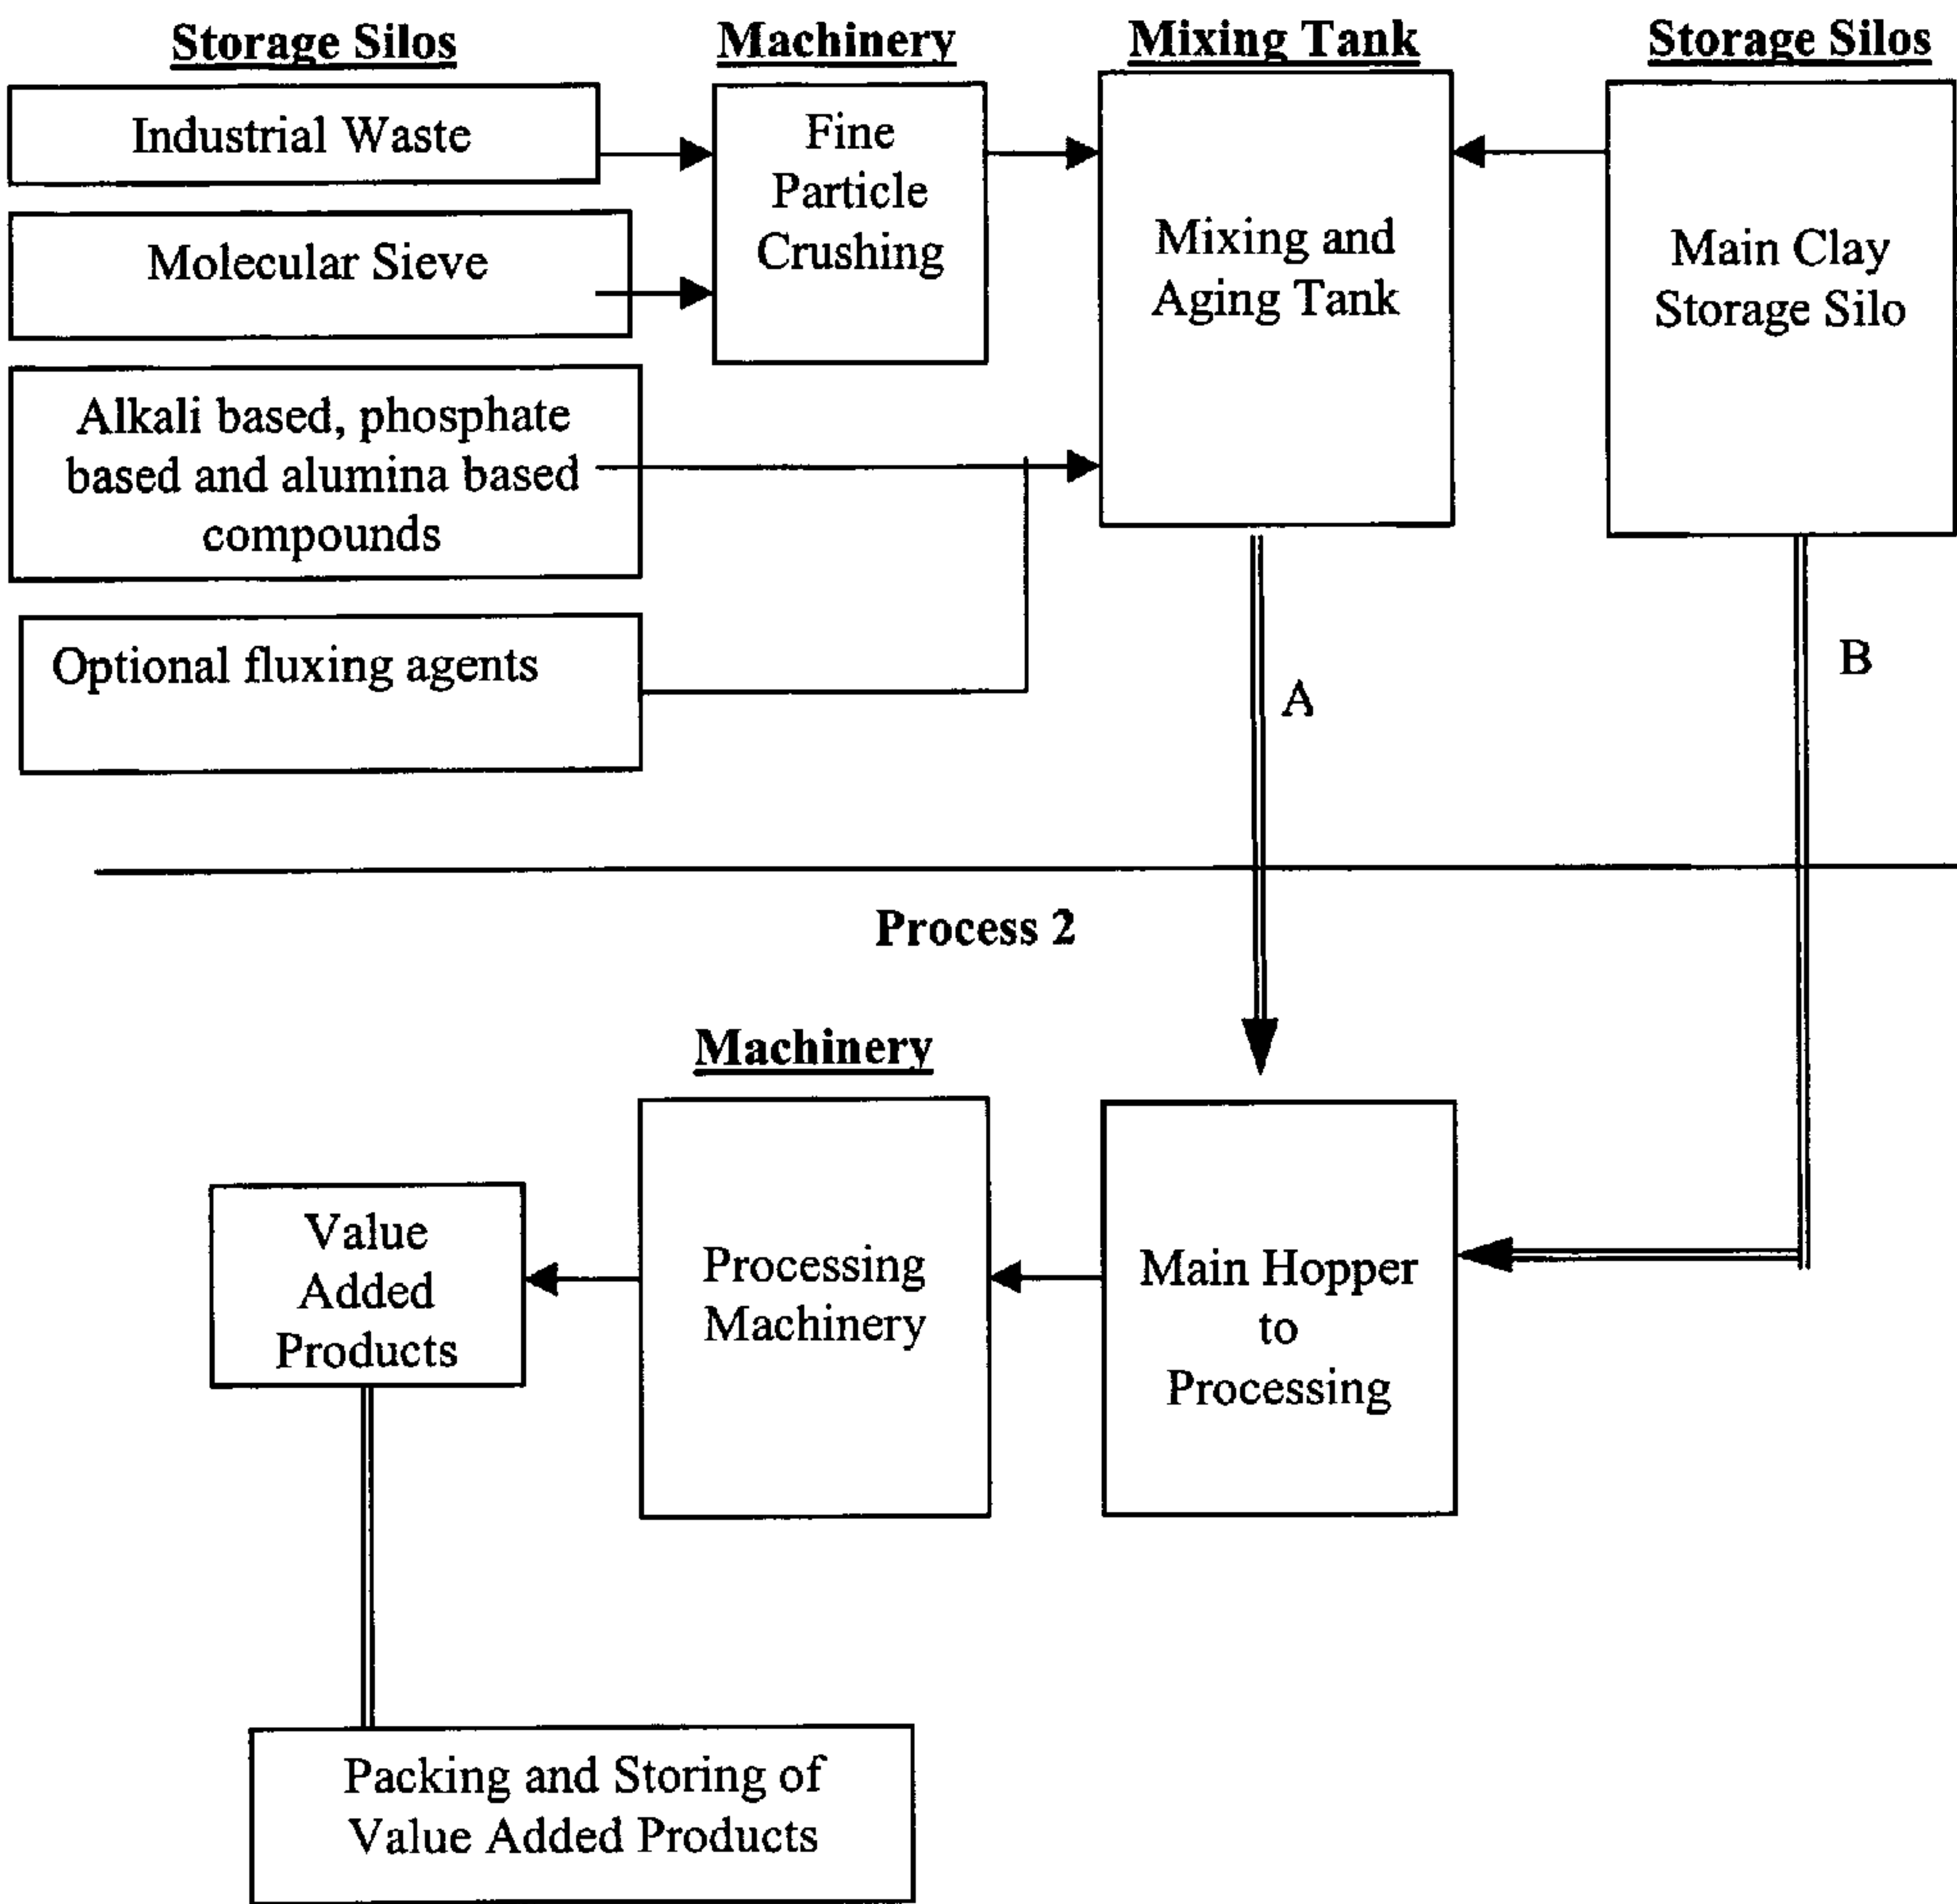 Storage Silos
Machinery
Mixing Tank
Storage Silos
Industrial Waste
Molecular Sieve
Alkali based, phosphate
based and alumina based
compounds
Optional fluxing agents
Fine
Particle
Crushing
Mixing and
Aging Tank
Main Clay
Storage Silo
A
B
Process 2
Machinery
Value
Added
Products
Processing
Machinery
Main Hopper
to
Processing
Packing and Storing of
Value Added Products